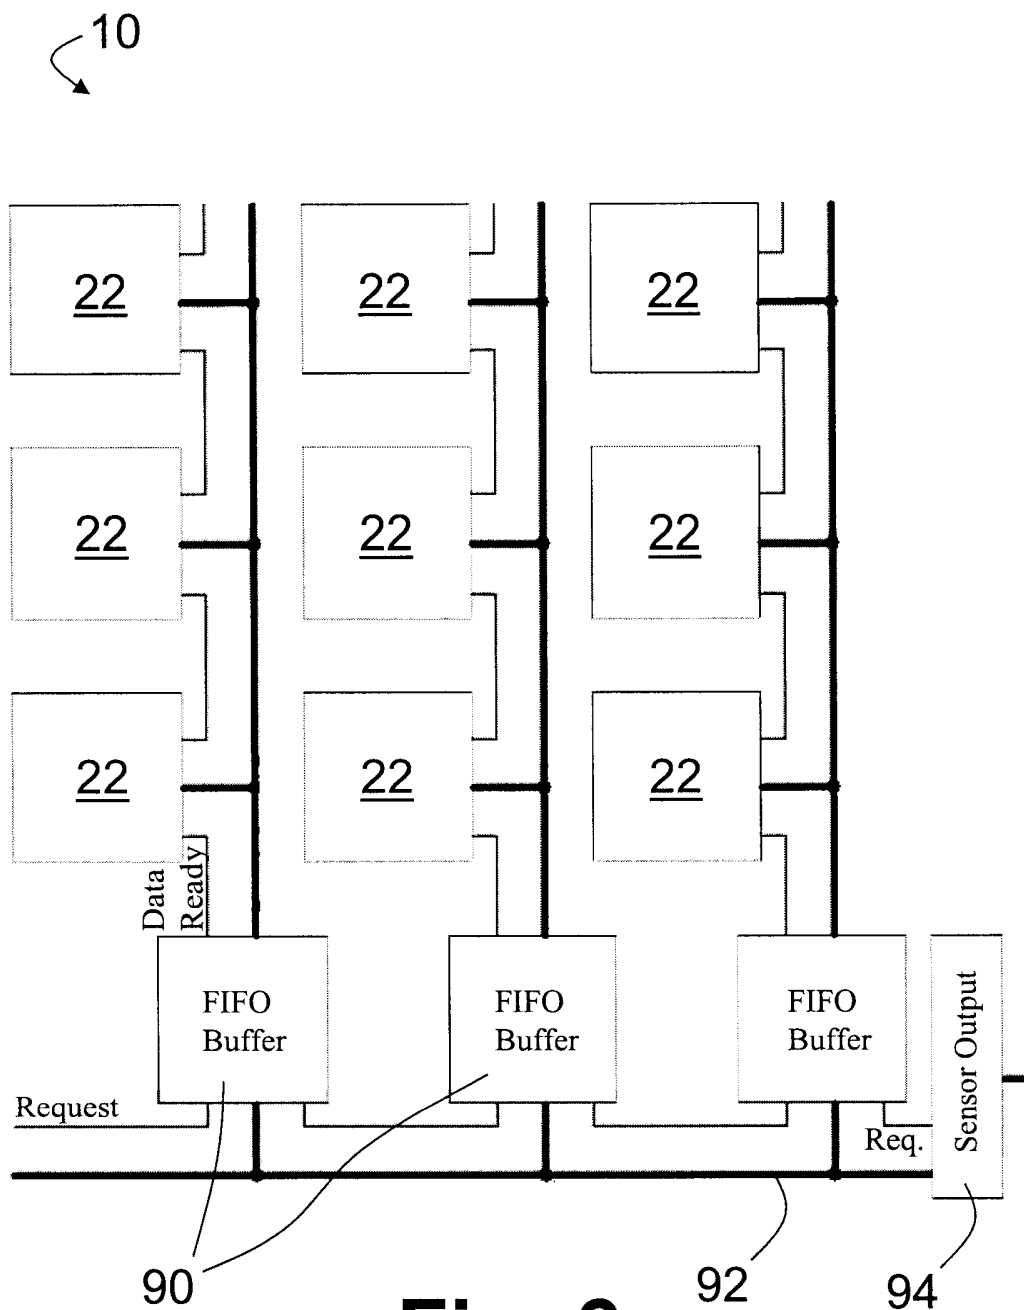 10
22 22 22
22 22 22
22 22 22
Data
Ready
FIFO
Buffer
FIFO
Buffer
FIFO
Buffer
Sensor Output
Request
Req.
90
92
94